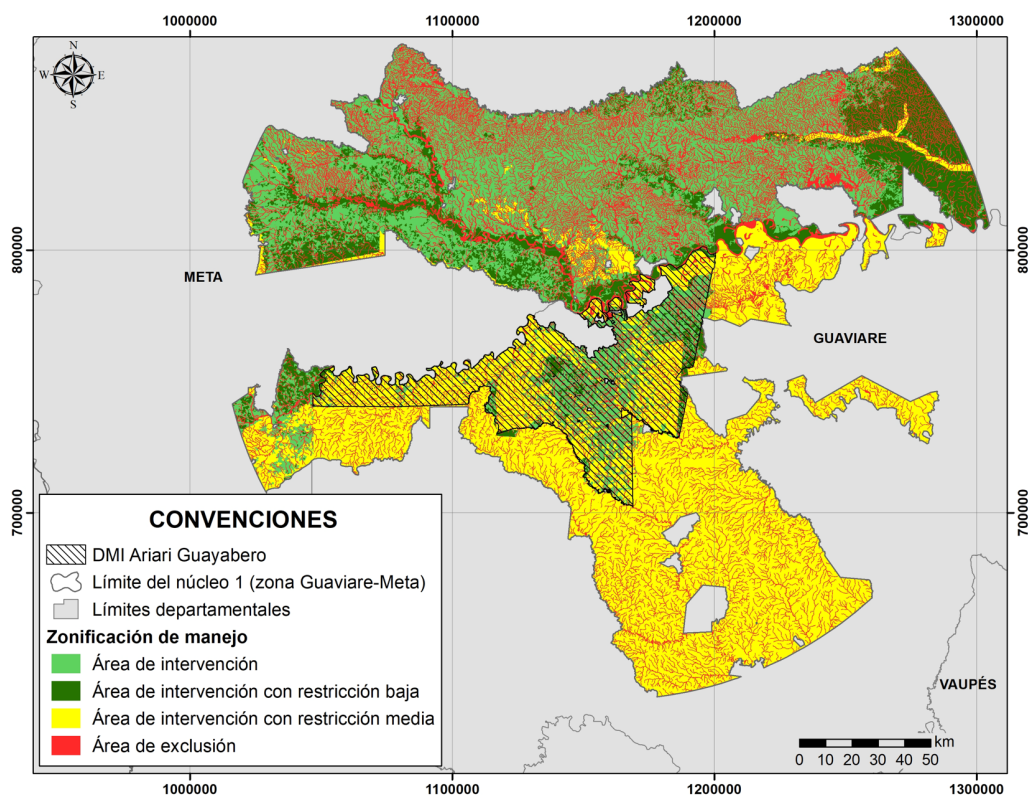 1000000 1100000 1200000 1300000
N
W E
S
800000 800000
META
GUAVIARE
700000 700000
CONVENCIONES
DMI Ariari Guayabero
Límite del núcleo 1 (zona Guaviare-Meta)
Límites departamentales
Zonificación de manejo
Área de intervención
Área de intervención con restricción baja
Área de intervención con restricción media
Área de exclusión
VAUPÉS
km
0 10 20 30 40 50
1000000 1100000 1200000 1300000